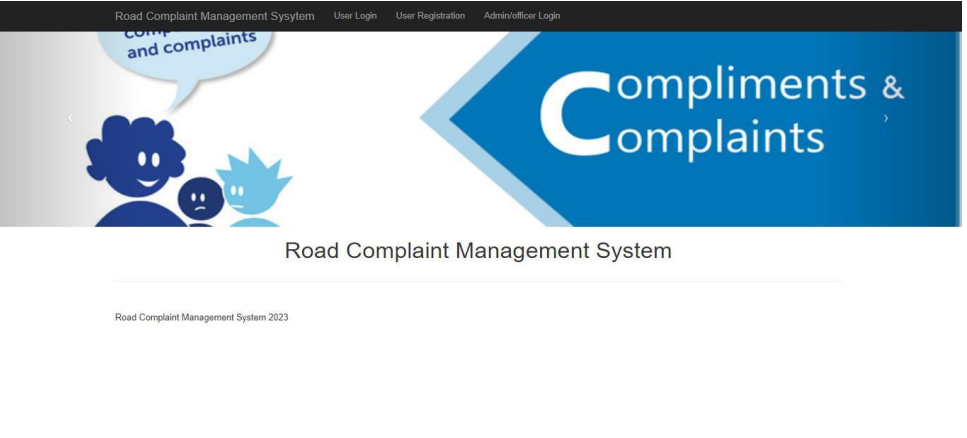 Road Complaint Management Sysytem User Login User Registration Admin/officer Login
and complaints
Compliments &
Complaints
Road Complaint Management System
Road Complaint Management System 2023